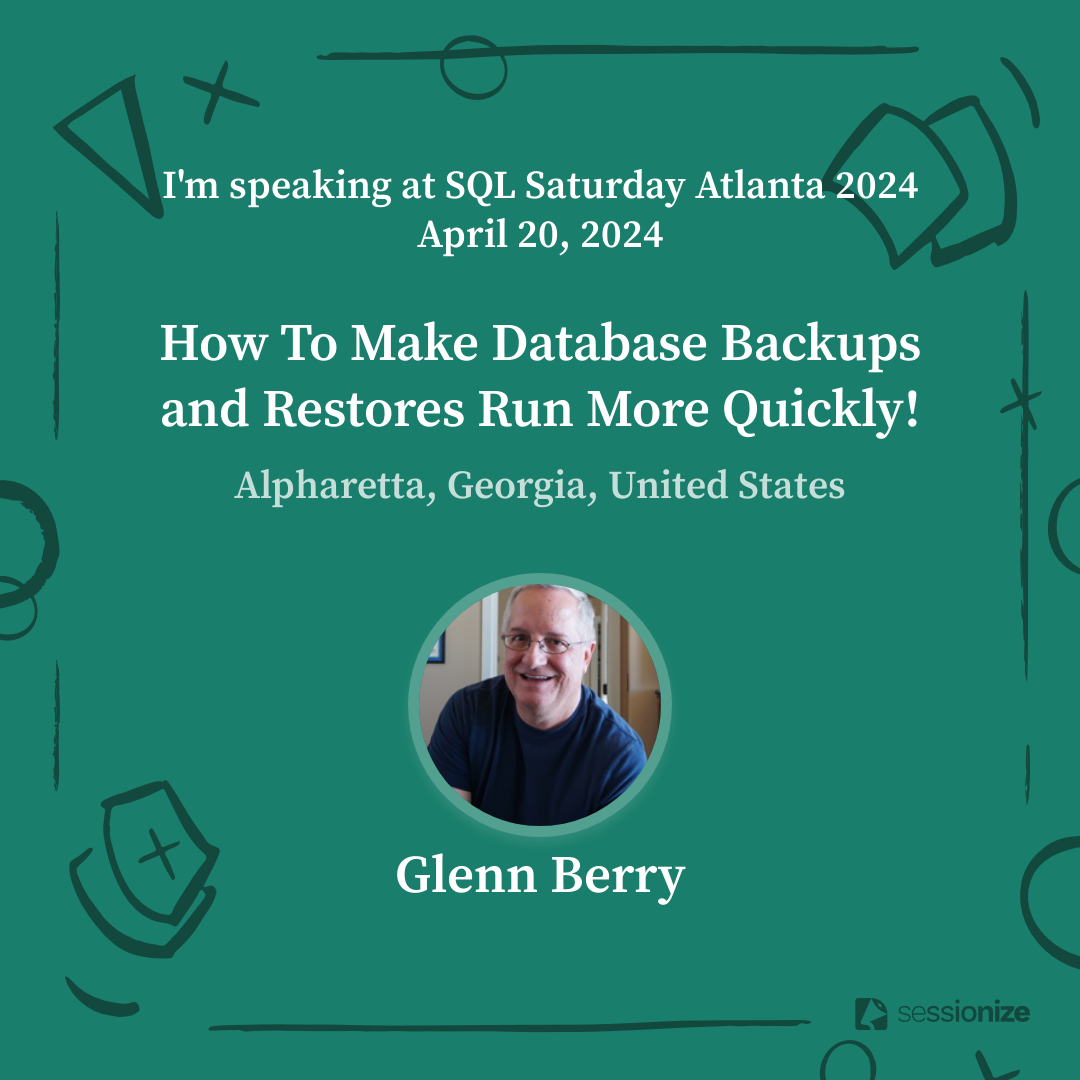 I'm speaking at SQL Saturday Atlanta 2024
April 20, 2024
How To Make Database Backups
and Restores Run More Quickly!
Alpharetta, Georgia, United States
Glenn Berry
sessionize